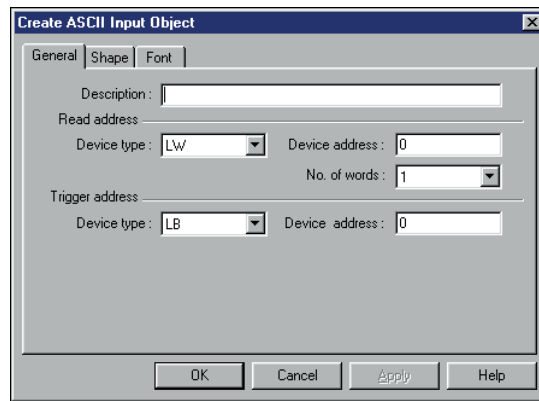 Create ASCII Input Object
General Shape Font
Description :
Read address
Device type : LW Device address : 0
No. of words : 1
Trigger address
Device type : LB Device address : 0
OK Cancel Apply Help